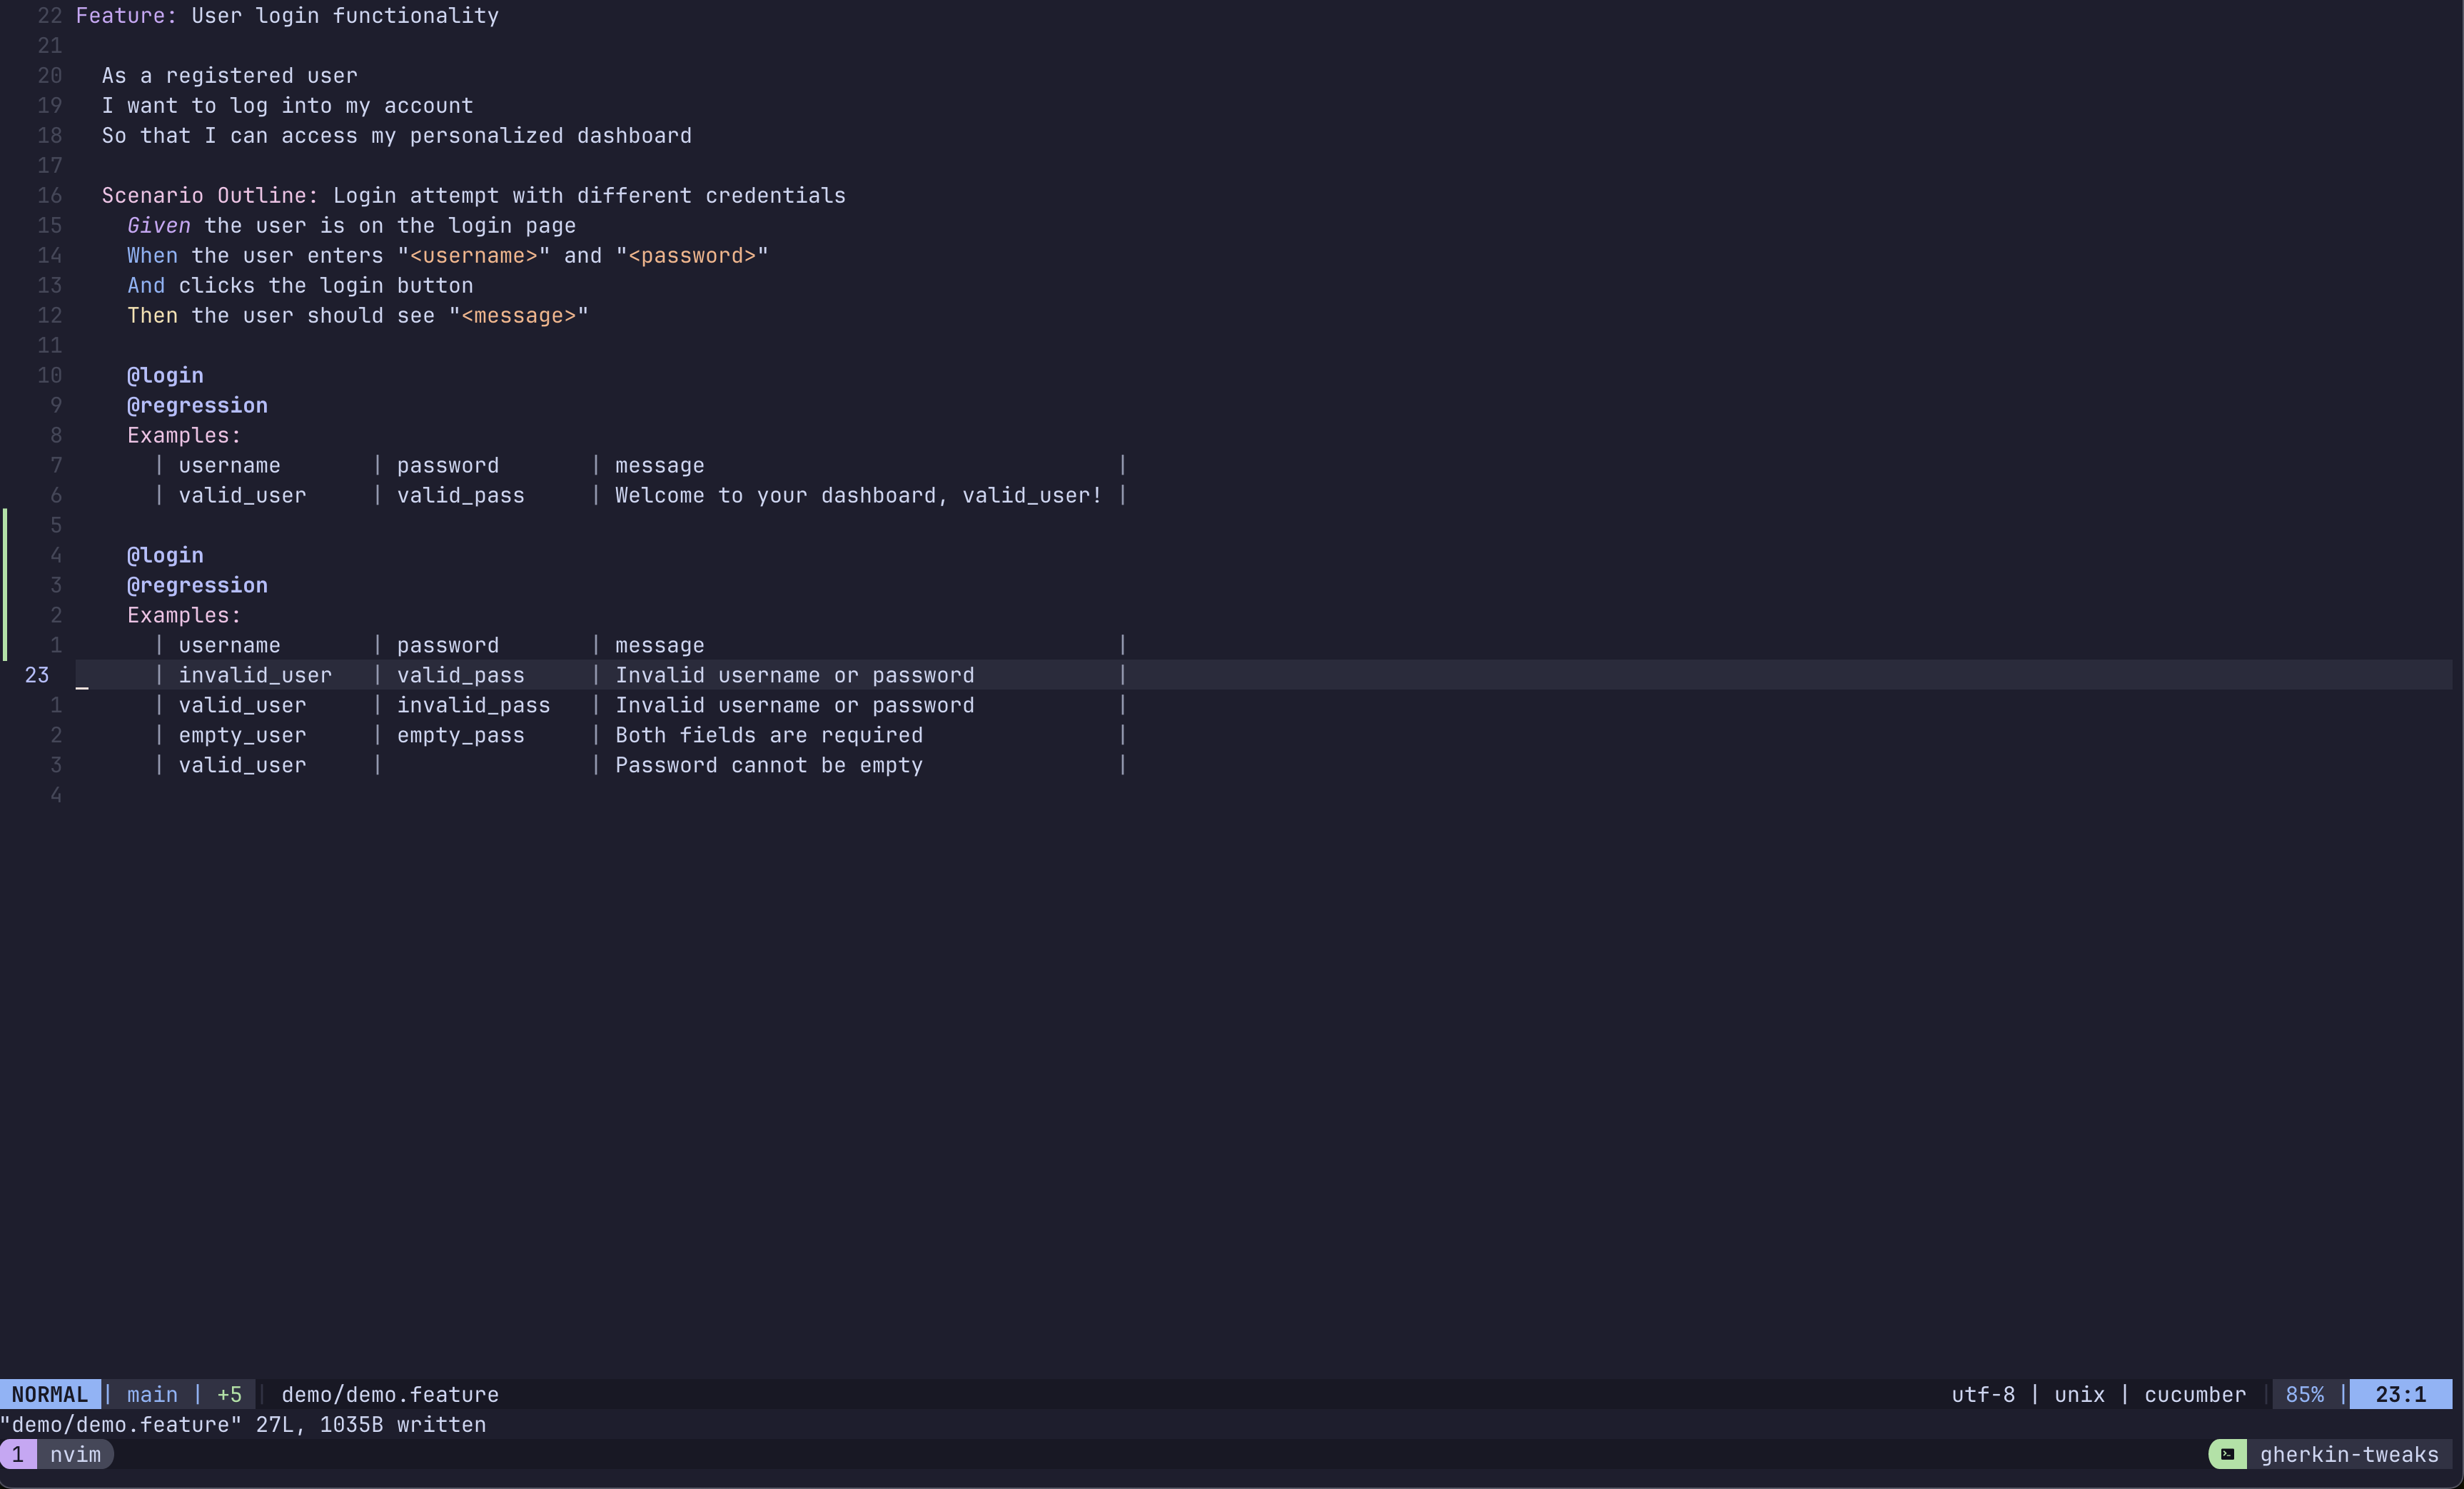 22 Feature: User login functionality
21
20   As a registered user
19   I want to log into my account
18   So that I can access my personalized dashboard
17
16   Scenario Outline: Login attempt with different credentials
15     Given the user is on the login page
14     When the user enters "<username>" and "<password>"
13     And clicks the login button
12     Then the user should see "<message>"
11
10     @login
9     @regression
8     Examples:
7       | username       | password       | message                                |
6       | valid_user     | valid_pass     | Welcome to your dashboard, valid_user! |
5
4     @login
3     @regression
2     Examples:
1       | username       | password       | message                                |
23       | invalid_user   | valid_pass     | Invalid username or password           |
1       | valid_user     | invalid_pass   | Invalid username or password           |
2       | empty_user     | empty_pass     | Both fields are required               |
3       | valid_user     |                | Password cannot be empty               |
4
NORMAL | main | +5 | demo/demo.feature utf-8 | unix | cucumber | 85% | 23:1
"demo/demo.feature" 27L, 1035B written
1 nvim gherkin-tweaks